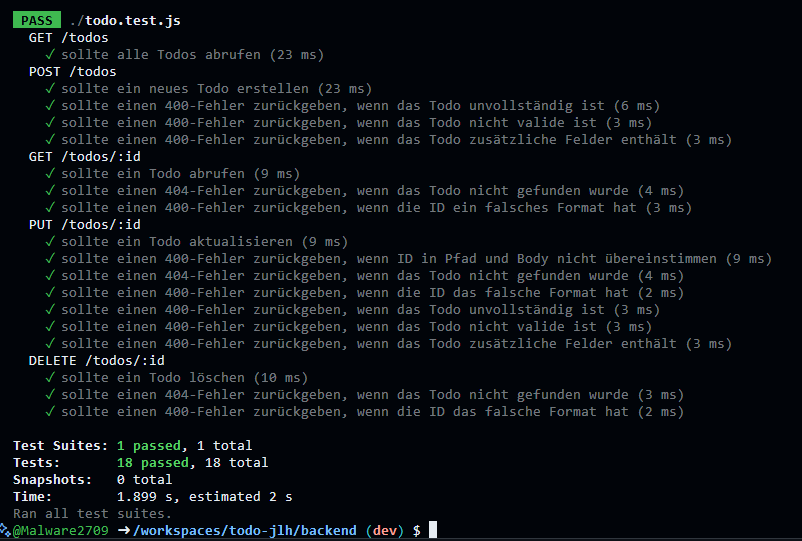 PASS ./todo.test.js
GET /todos
✓ sollte alle Todos abrufen (23 ms)
POST /todos
✓ sollte ein neues Todo erstellen (23 ms)
✓ sollte einen 400-Fehler zurückgeben, wenn das Todo unvollständig ist (6 ms)
✓ sollte einen 400-Fehler zurückgeben, wenn das Todo nicht valide ist (3 ms)
✓ sollte einen 400-Fehler zurückgeben, wenn das Todo zusätzliche Felder enthält (3 ms)
GET /todos/:id
✓ sollte ein Todo abrufen (9 ms)
✓ sollte einen 404-Fehler zurückgeben, wenn das Todo nicht gefunden wurde (4 ms)
✓ sollte einen 400-Fehler zurückgeben, wenn die ID ein falsches Format hat (3 ms)
PUT /todos/:id
✓ sollte ein Todo aktualisieren (9 ms)
✓ sollte einen 400-Fehler zurückgeben, wenn ID in Pfad und Body nicht übereinstimmen (9 ms)
✓ sollte einen 404-Fehler zurückgeben, wenn das Todo nicht gefunden wurde (4 ms)
✓ sollte einen 400-Fehler zurückgeben, wenn die ID das falsche Format hat (2 ms)
✓ sollte einen 400-Fehler zurückgeben, wenn das Todo unvollständig ist (3 ms)
✓ sollte einen 400-Fehler zurückgeben, wenn das Todo nicht valide ist (3 ms)
✓ sollte einen 400-Fehler zurückgeben, wenn das Todo zusätzliche Felder enthält (3 ms)
DELETE /todos/:id
✓ sollte ein Todo löschen (10 ms)
✓ sollte einen 404-Fehler zurückgeben, wenn das Todo nicht gefunden wurde (3 ms)
✓ sollte einen 400-Fehler zurückgeben, wenn die ID das falsche Format hat (2 ms)
Test Suites: 1 passed, 1 total
Tests: 18 passed, 18 total
Snapshots: 0 total
Time: 1.899 s, estimated 2 s
Ran all test suites.
@Malware2709 ➜ /workspaces/todo-jlh/backend (dev) $